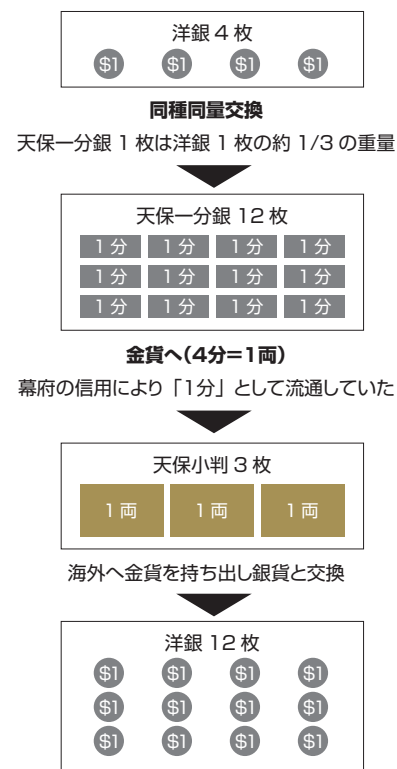 洋銀 4 枚
$1 $1 $1 $1
同種同量交換
天保一分銀 1 枚は洋銀 1 枚の約 1/3 の重量
天保一分銀 12 枚
1 分 1 分 1 分 1 分
1 分 1 分 1 分 1 分
1 分 1 分 1 分 1 分
金貨へ(4分=1両)
幕府の信用により「1分」として流通していた
天保小判 3 枚
1 両 1 両 1 両
海外へ金貨を持ち出し銀貨と交換
洋銀 12 枚
$1 $1 $1 $1
$1 $1 $1 $1
$1 $1 $1 $1